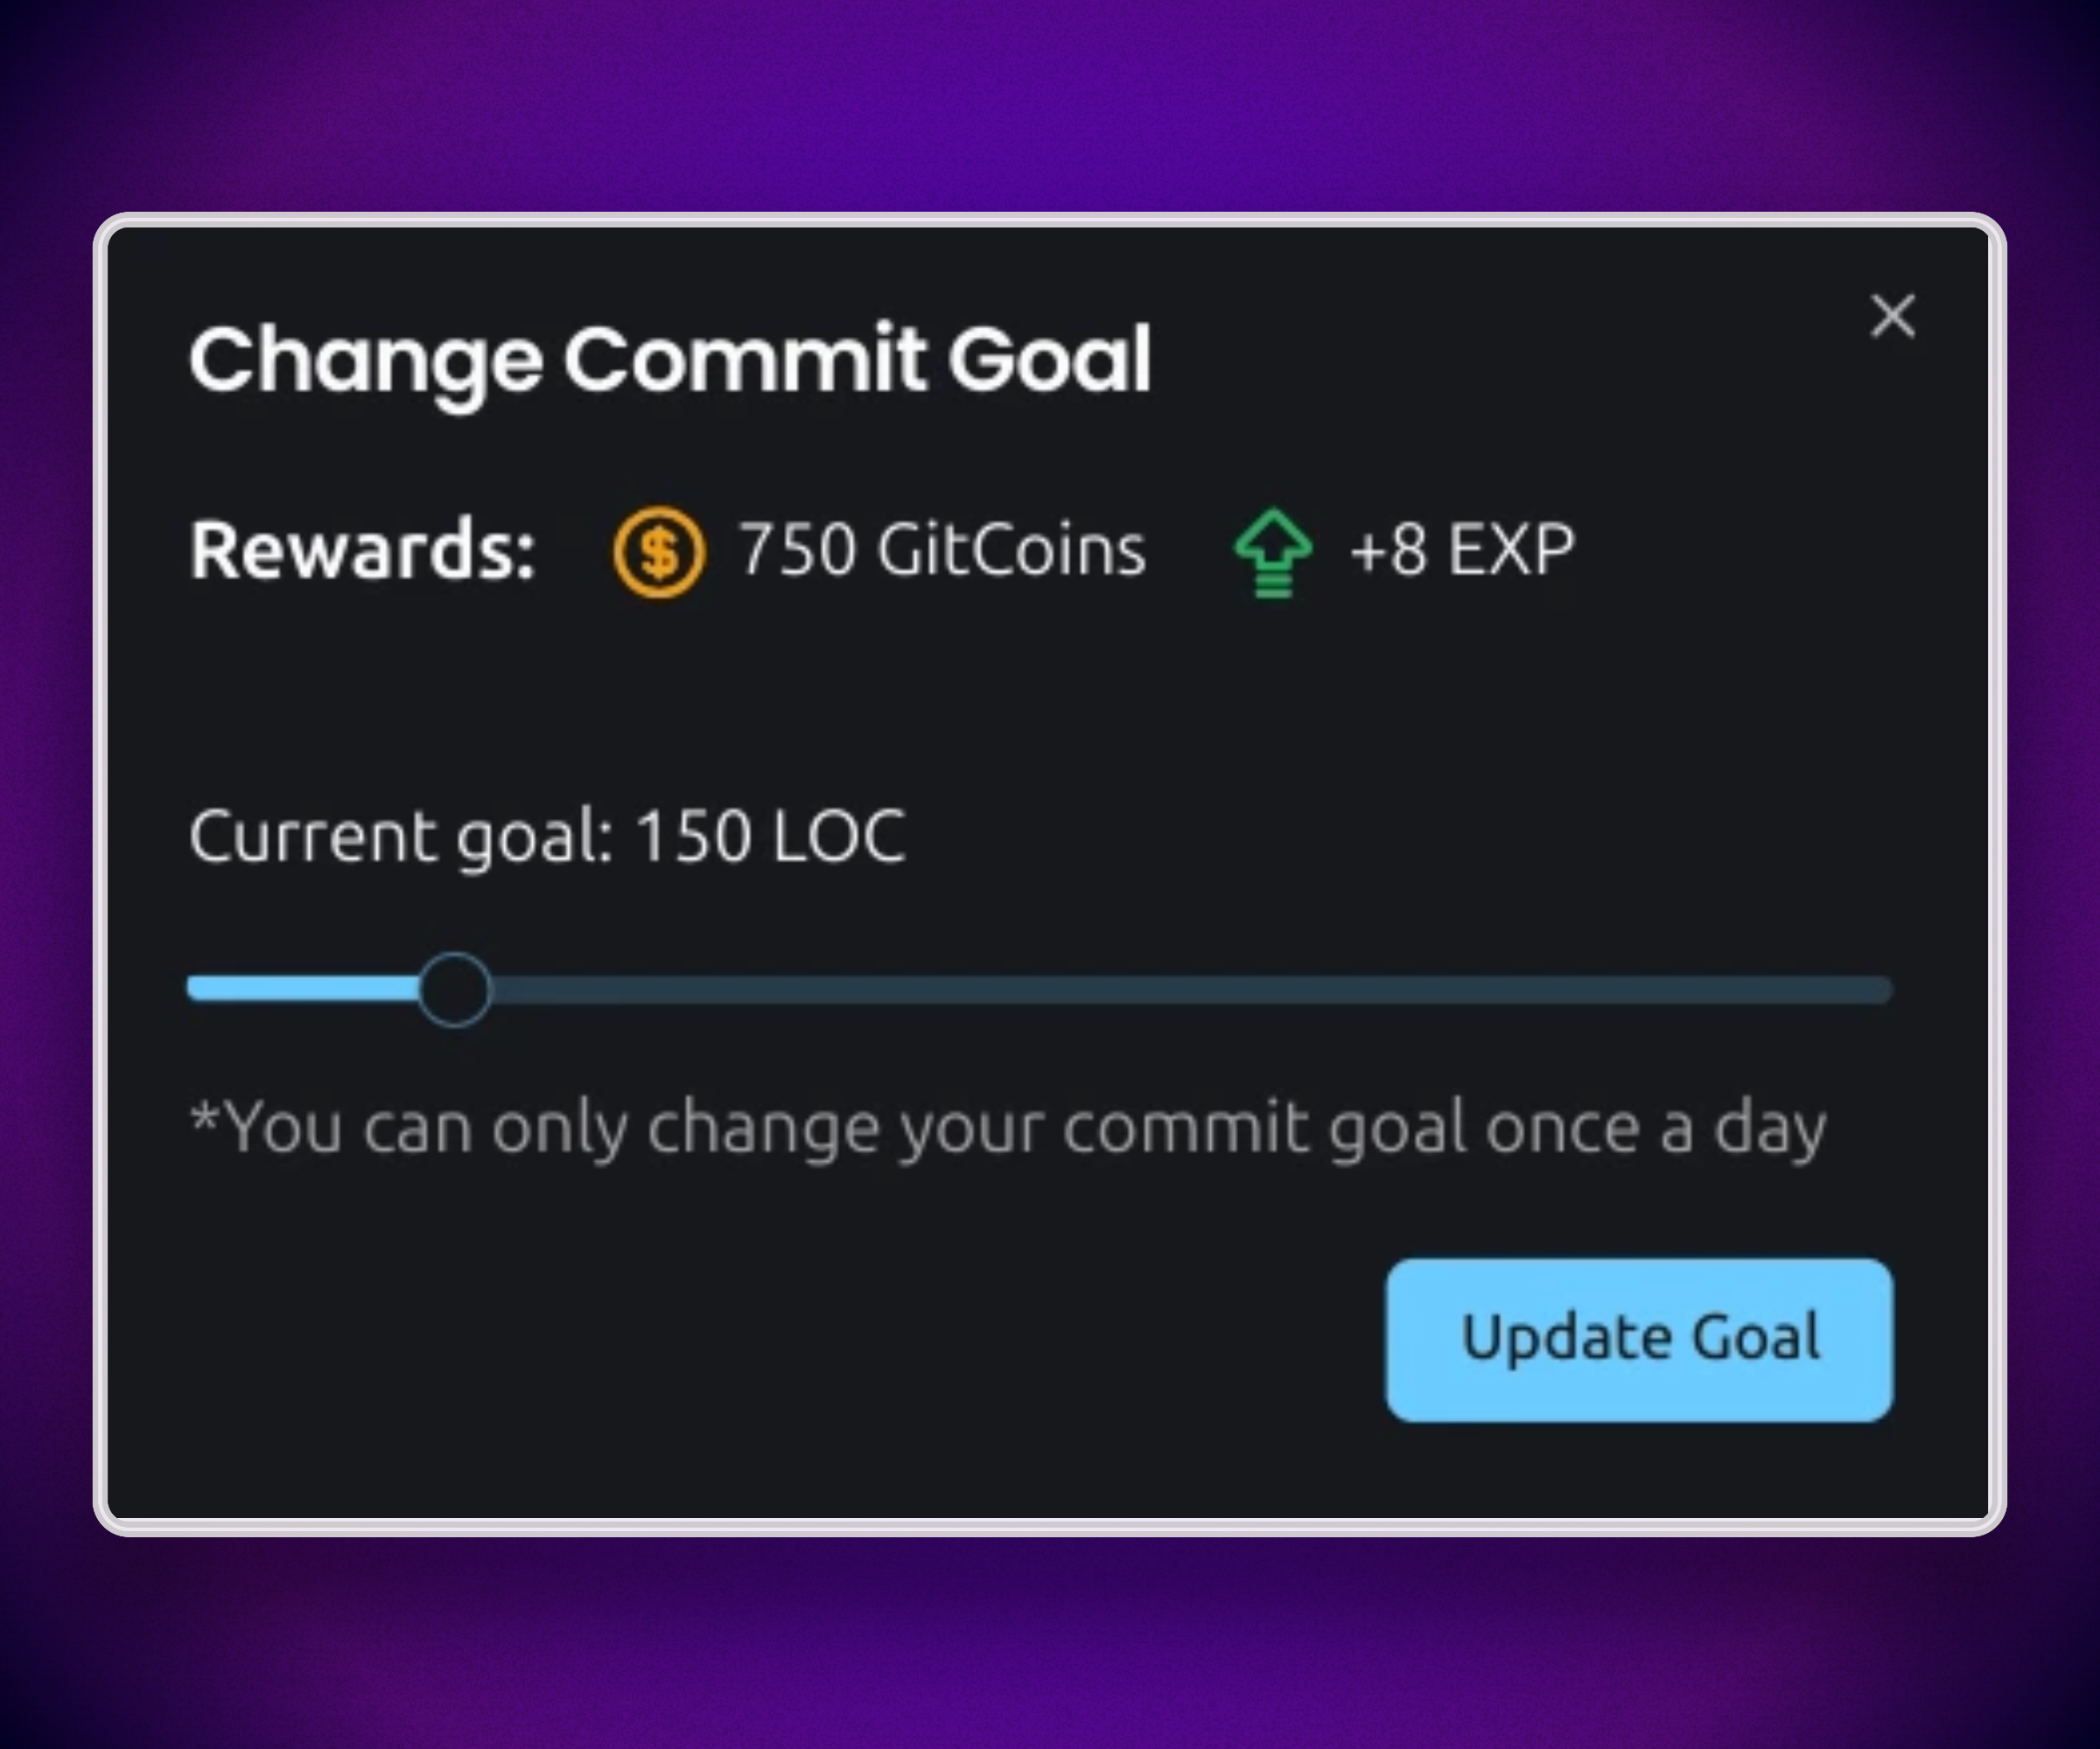 Change Commit Goal
Rewards: 750 GitCoins +8 EXP
Current goal: 150 LOC
*You can only change your commit goal once a day
Update Goal